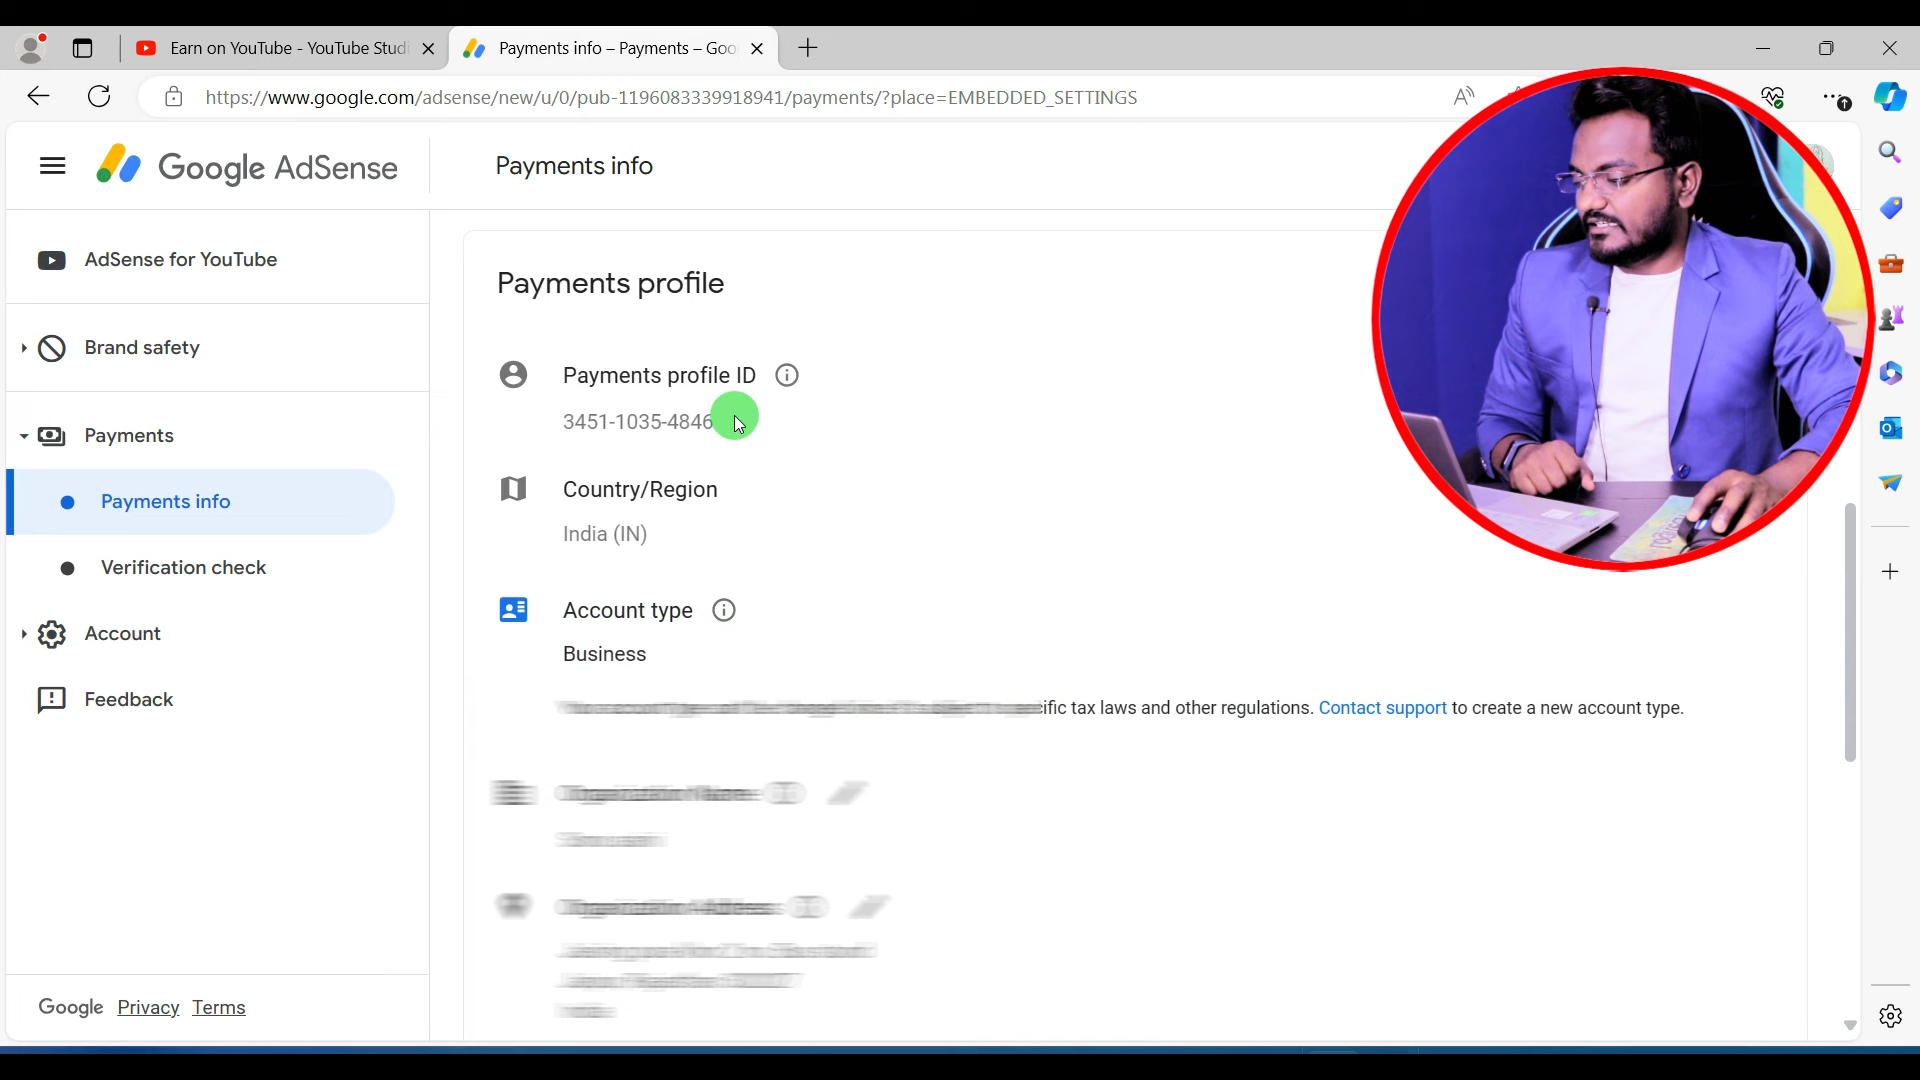 Earn on YouTube - YouTube Studi
Payments info – Payments – Goo
https://www.google.com/adsense/new/u/0/pub-1196083339918941/payments/?place=EMBEDDED_SETTINGS
Google AdSense
Payments info
AdSense for YouTube
Brand safety
Payments
Payments info
Verification check
Account
Feedback
Google Privacy Terms
Payments profile
Payments profile ID
3451-1035-4846
Country/Region
India (IN)
Account type
Business
ific tax laws and other regulations. Contact support to create a new account type.